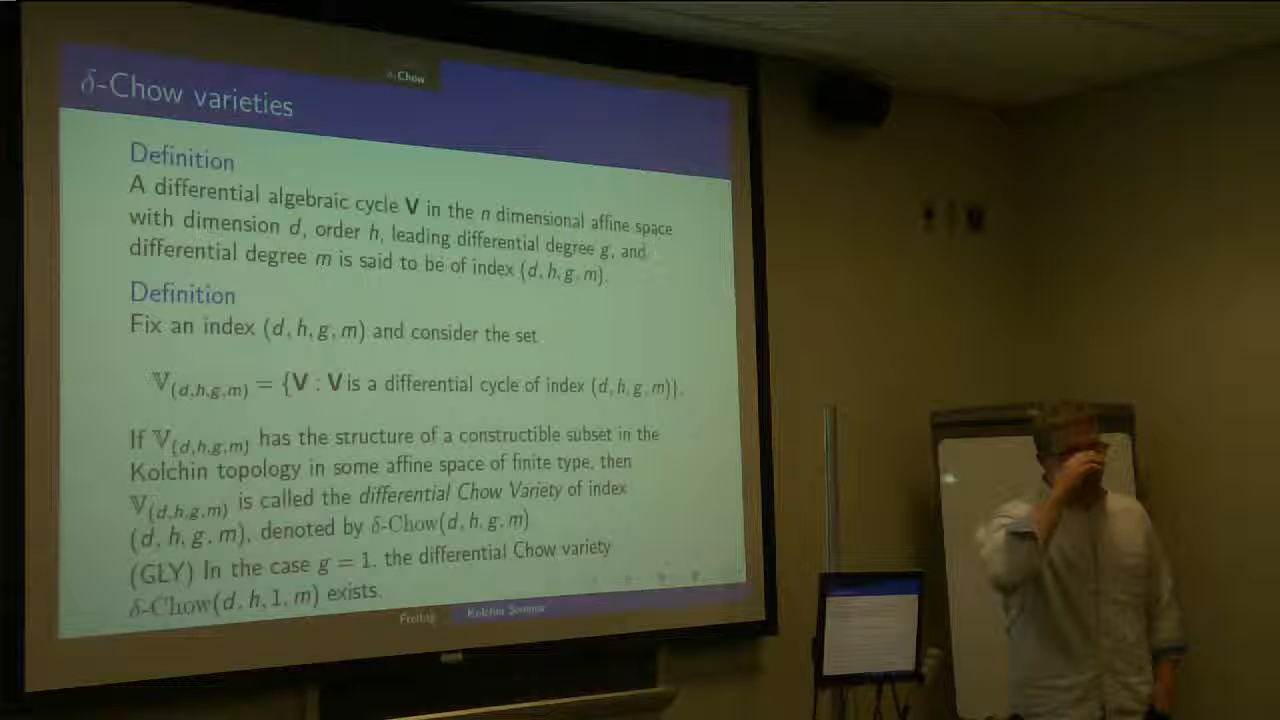 δ-Chow
δ-Chow varieties
Definition
A differential algebraic cycle V in the n dimensional affine space
with dimension d, order h, leading differential degree g, and
differential degree m is said to be of index (d, h, g, m).
Definition
Fix an index (d, h, g, m) and consider the set
𝕍(d,h,g,m) = {V : V is a differential cycle of index (d, h, g, m)}.
If 𝕍(d,h,g,m) has the structure of a constructible subset in the
Kolchin topology in some affine space of finite type, then
𝕍(d,h,g,m) is called the differential Chow Variety of index
(d, h, g, m), denoted by δ-Chow(d, h, g, m)
(GLY) In the case g = 1, the differential Chow variety
δ-Chow(d, h, 1, m) exists.
Freitag Kolchin Seminar